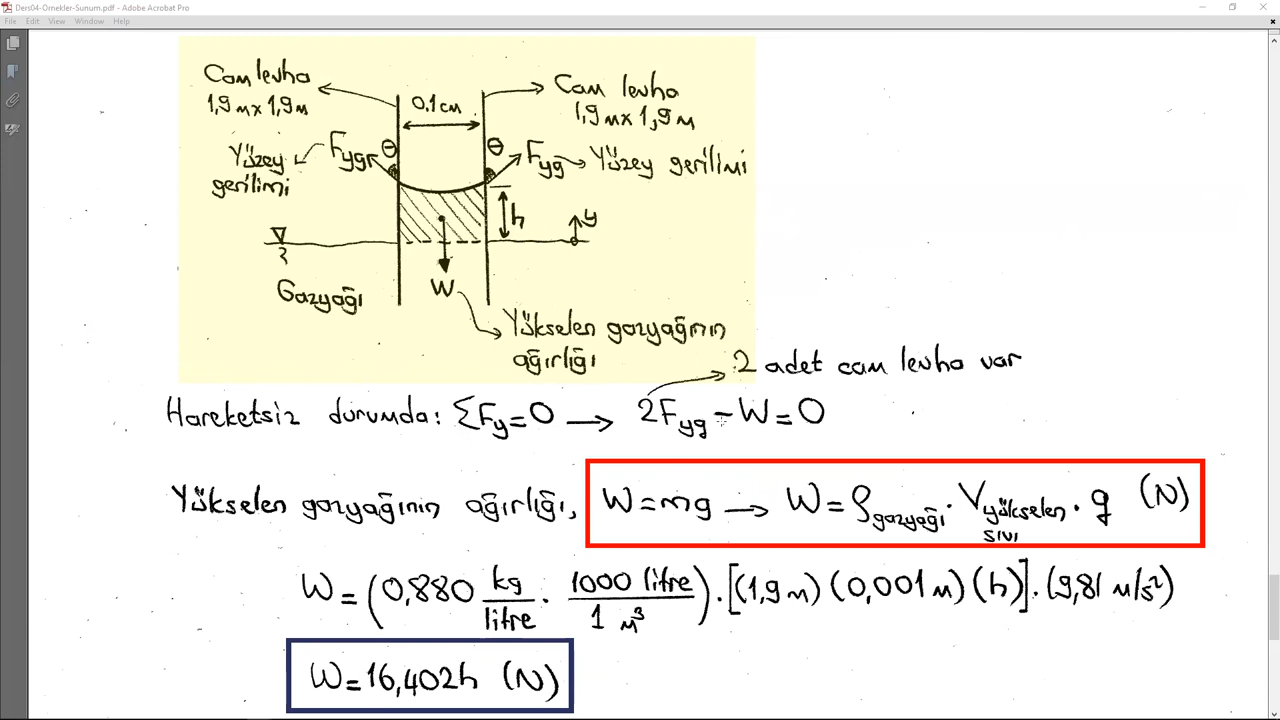 Ders04-Ornekler-Sunum.pdf - Adobe Acrobat Pro
File Edit View Window Help
Cam levha
1,9 m x 1,9 m
0.1 cm
Cam levha
1,9 m x 1,9 m
θ
θ
Yüzey gerilimi
Fyg
Fyg
Yüzey gerilimi
h
y
Gazyağı
W
Yükselen gazyağının
ağırlığı
2 adet cam levha var
Hareketsiz durumda: ΣFy=0 → 2Fyg-W=0
Yükselen gazyağının ağırlığı, W=mg → W=ρgazyağı·Vyükselen sıvı·g (N)
W=(0,880 kg/litre · 1000 litre/1 m³)·[(1,9 m)(0,001 m)(h)]·(9,81 m/s²)
W=16,402h (N)